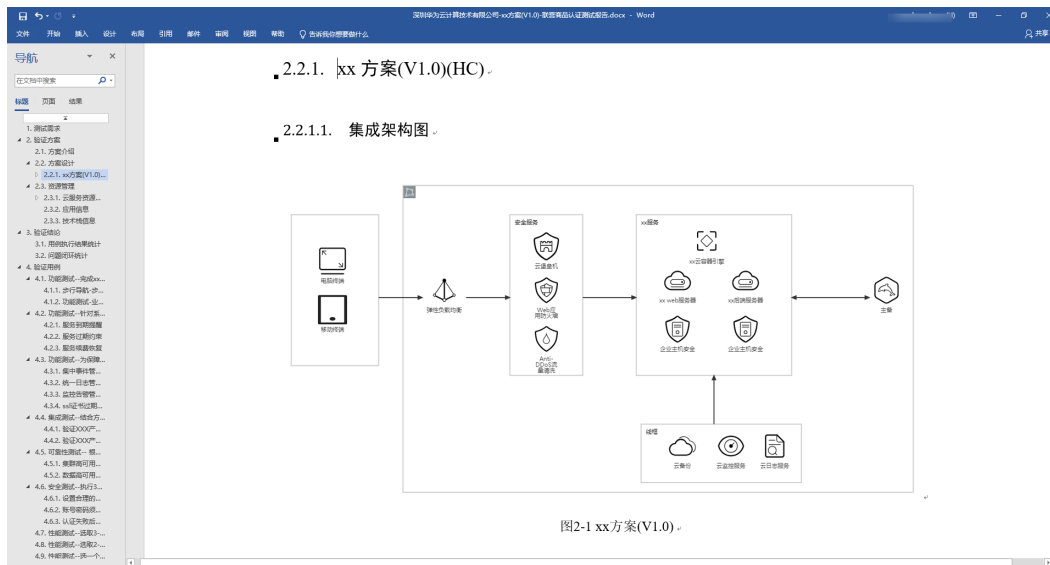 深圳华为云计算技术有限公司-xx方案(V1.0)-联营商品认证测试报告.docx - Word
文件 开始 插入 设计 布局 引用 邮件 审阅 视图 帮助 告诉我你想要做什么 共享
导航
在文档中搜索
标题 页面 结果
1. 测试需求
2. 验证方案
2.1. 方案介绍
2.2. 方案设计
2.2.1. xx方案(V1.0)...
2.3. 资源管理
2.3.1. 云服务资源...
2.3.2. 应用信息
2.3.3. 技术栈信息
3. 验证结论
3.1. 用例执行结果统计
3.2. 问题闭环统计
4. 验证用例
4.1. 功能测试--完成xx...
4.1.1. 步行导航-步...
4.1.2. 功能测试-业...
4.2. 功能测试--针对系...
4.2.1. 服务到期提醒
4.2.2. 服务过期约束
4.2.3. 服务续费恢复
4.3. 功能测试--为保障...
4.3.1. 集中事件管...
4.3.2. 统一日志管...
4.3.3. 监控告警管...
4.3.4. ssl证书过期...
4.4. 集成测试--结合方...
4.4.1. 验证XXX产...
4.4.2. 验证XXX产...
4.5. 可靠性测试-- 根...
4.5.1. 集群高可用...
4.5.2. 数据高可用...
4.6. 安全测试--执行3...
4.6.1. 设置合理的...
4.6.2. 账号密码须...
4.6.3. 认证失败后...
4.7. 性能测试--选取3-...
4.8. 性能测试--选取2-...
4.9. 性能测试--选一个...
2.2.1. xx 方案(V1.0)(HC)
2.2.1.1. 集成架构图
电脑终端
移动终端
弹性负载均衡
安全服务
云堡垒机
Web应
用防火墙
Anti-
DDoS流
量清洗
xx服务
xx云容器引擎
xx web服务器 xx后端服务器
企业主机安全 企业主机安全
主备
线框
云备份 云监控服务 云日志服务
图2-1 xx方案(V1.0)